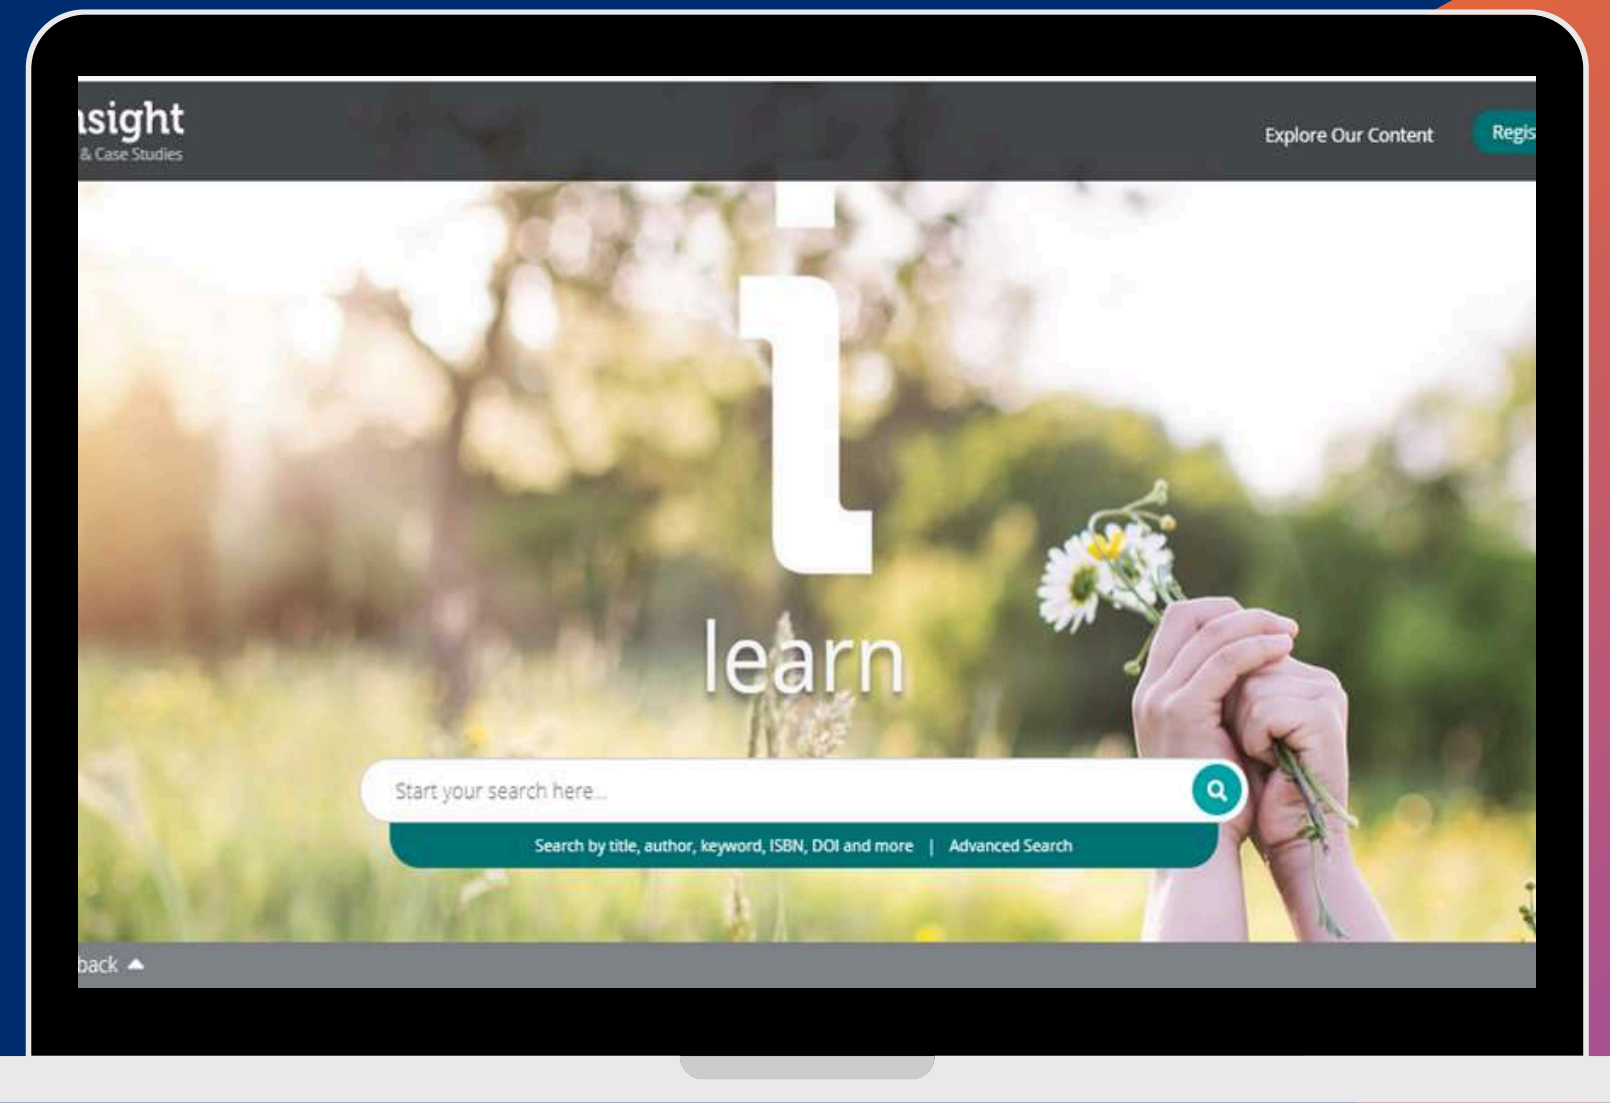 nsight
& Case Studies
Explore Our Content
Regis
i
learn
Start your search here...
Search by title, author, keyword, ISBN, DOI and more | Advanced Search
back